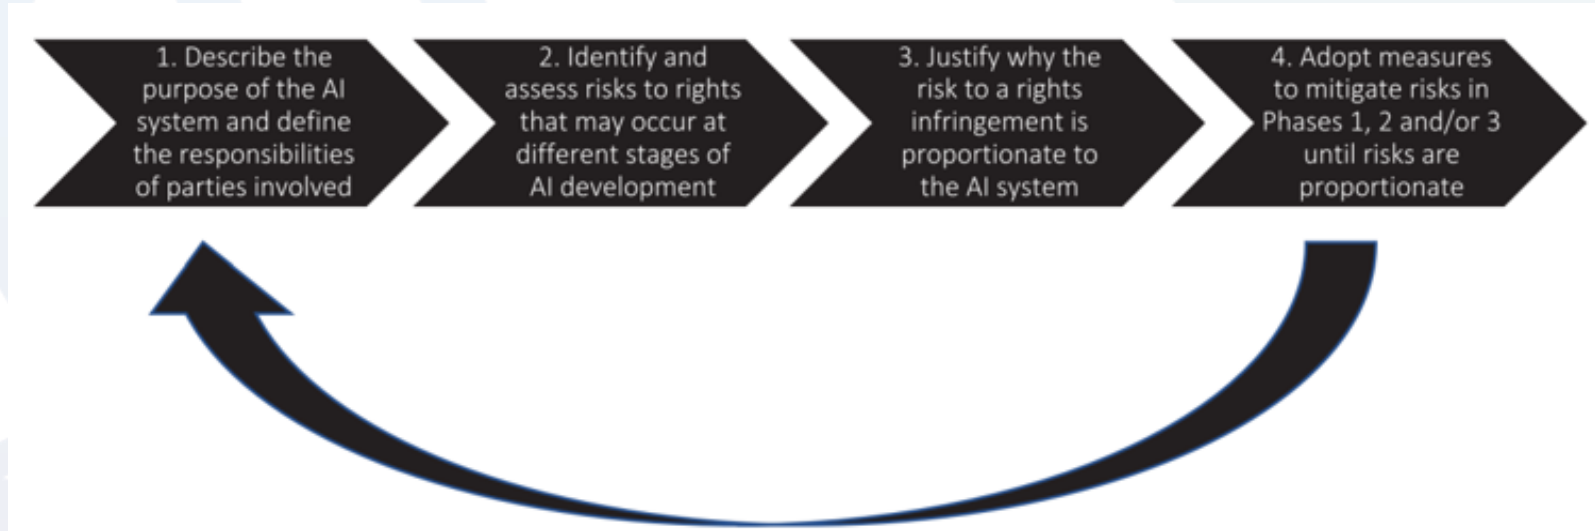 1. Describe the
purpose of the AI
system and define
the responsibilities
of parties involved
2. Identify and
assess risks to rights
that may occur at
different stages of
AI development
3. Justify why the
risk to a rights
infringement is
proportionate to
the AI system
4. Adopt measures
to mitigate risks in
Phases 1, 2 and/or 3
until risks are
proportionate